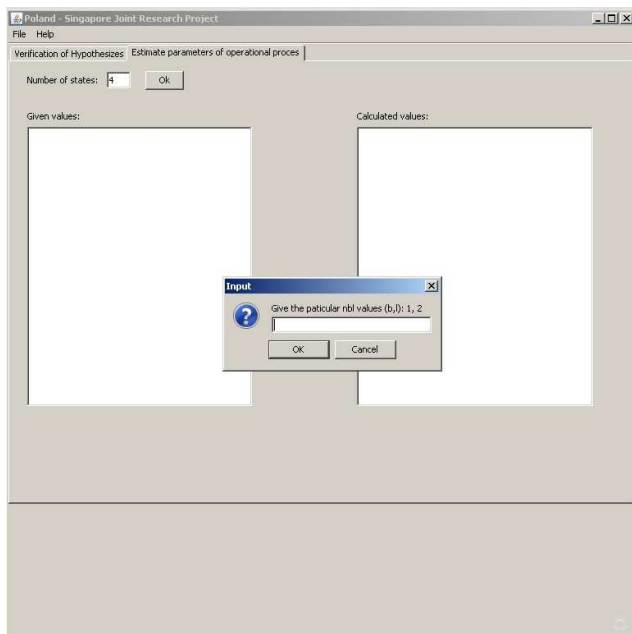 Poland - Singapore Joint Research Project
File Help
Verification of Hypothesizes Estimate parameters of operational proces
Number of states: 4 Ok
Given values: Calculated values:
Input
Give the paticular nbl values (b,l): 1, 2
OK Cancel